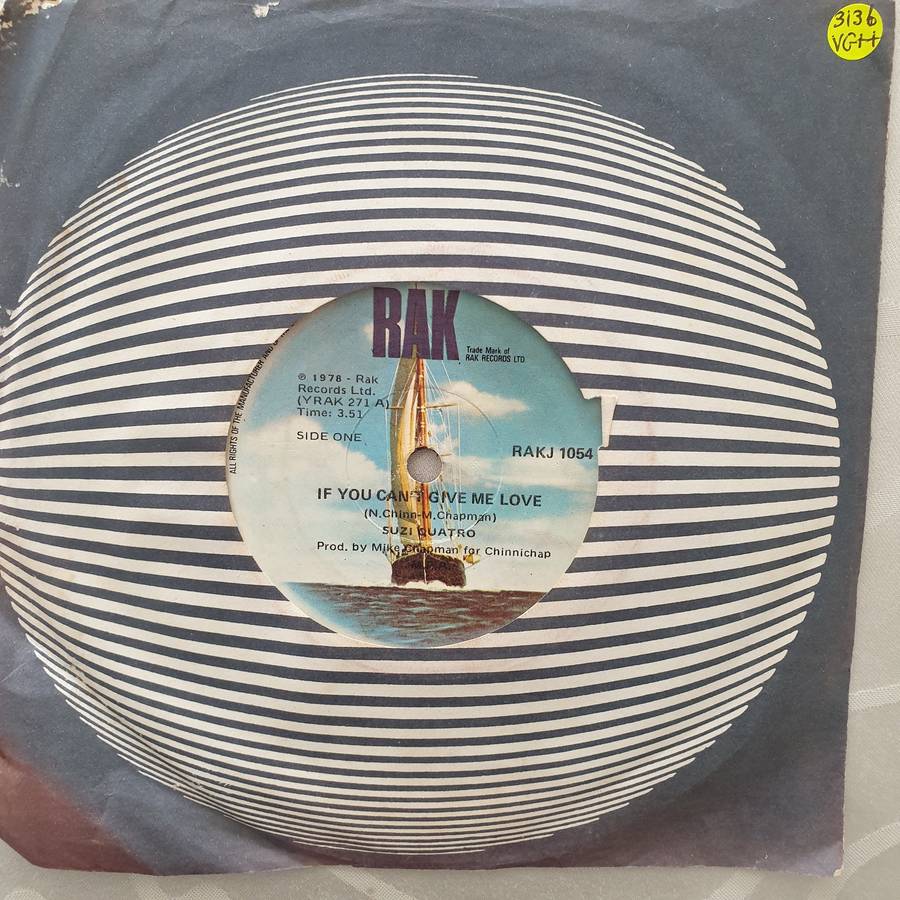 3136
VG++
RAK
Trade Mark of
RAK RECORDS LTD.
℗ 1978 - Rak
Records Ltd.
(YRAK 271 A)
Time: 3.51
SIDE ONE
RAKJ 1054
IF YOU CAN'T GIVE ME LOVE
(N.Chinn-M.Chapman)
SUZI QUATRO
Prod. by Mike Chapman for Chinnichap
ALL RIGHTS OF THE MANUFACTURER AND OF THE